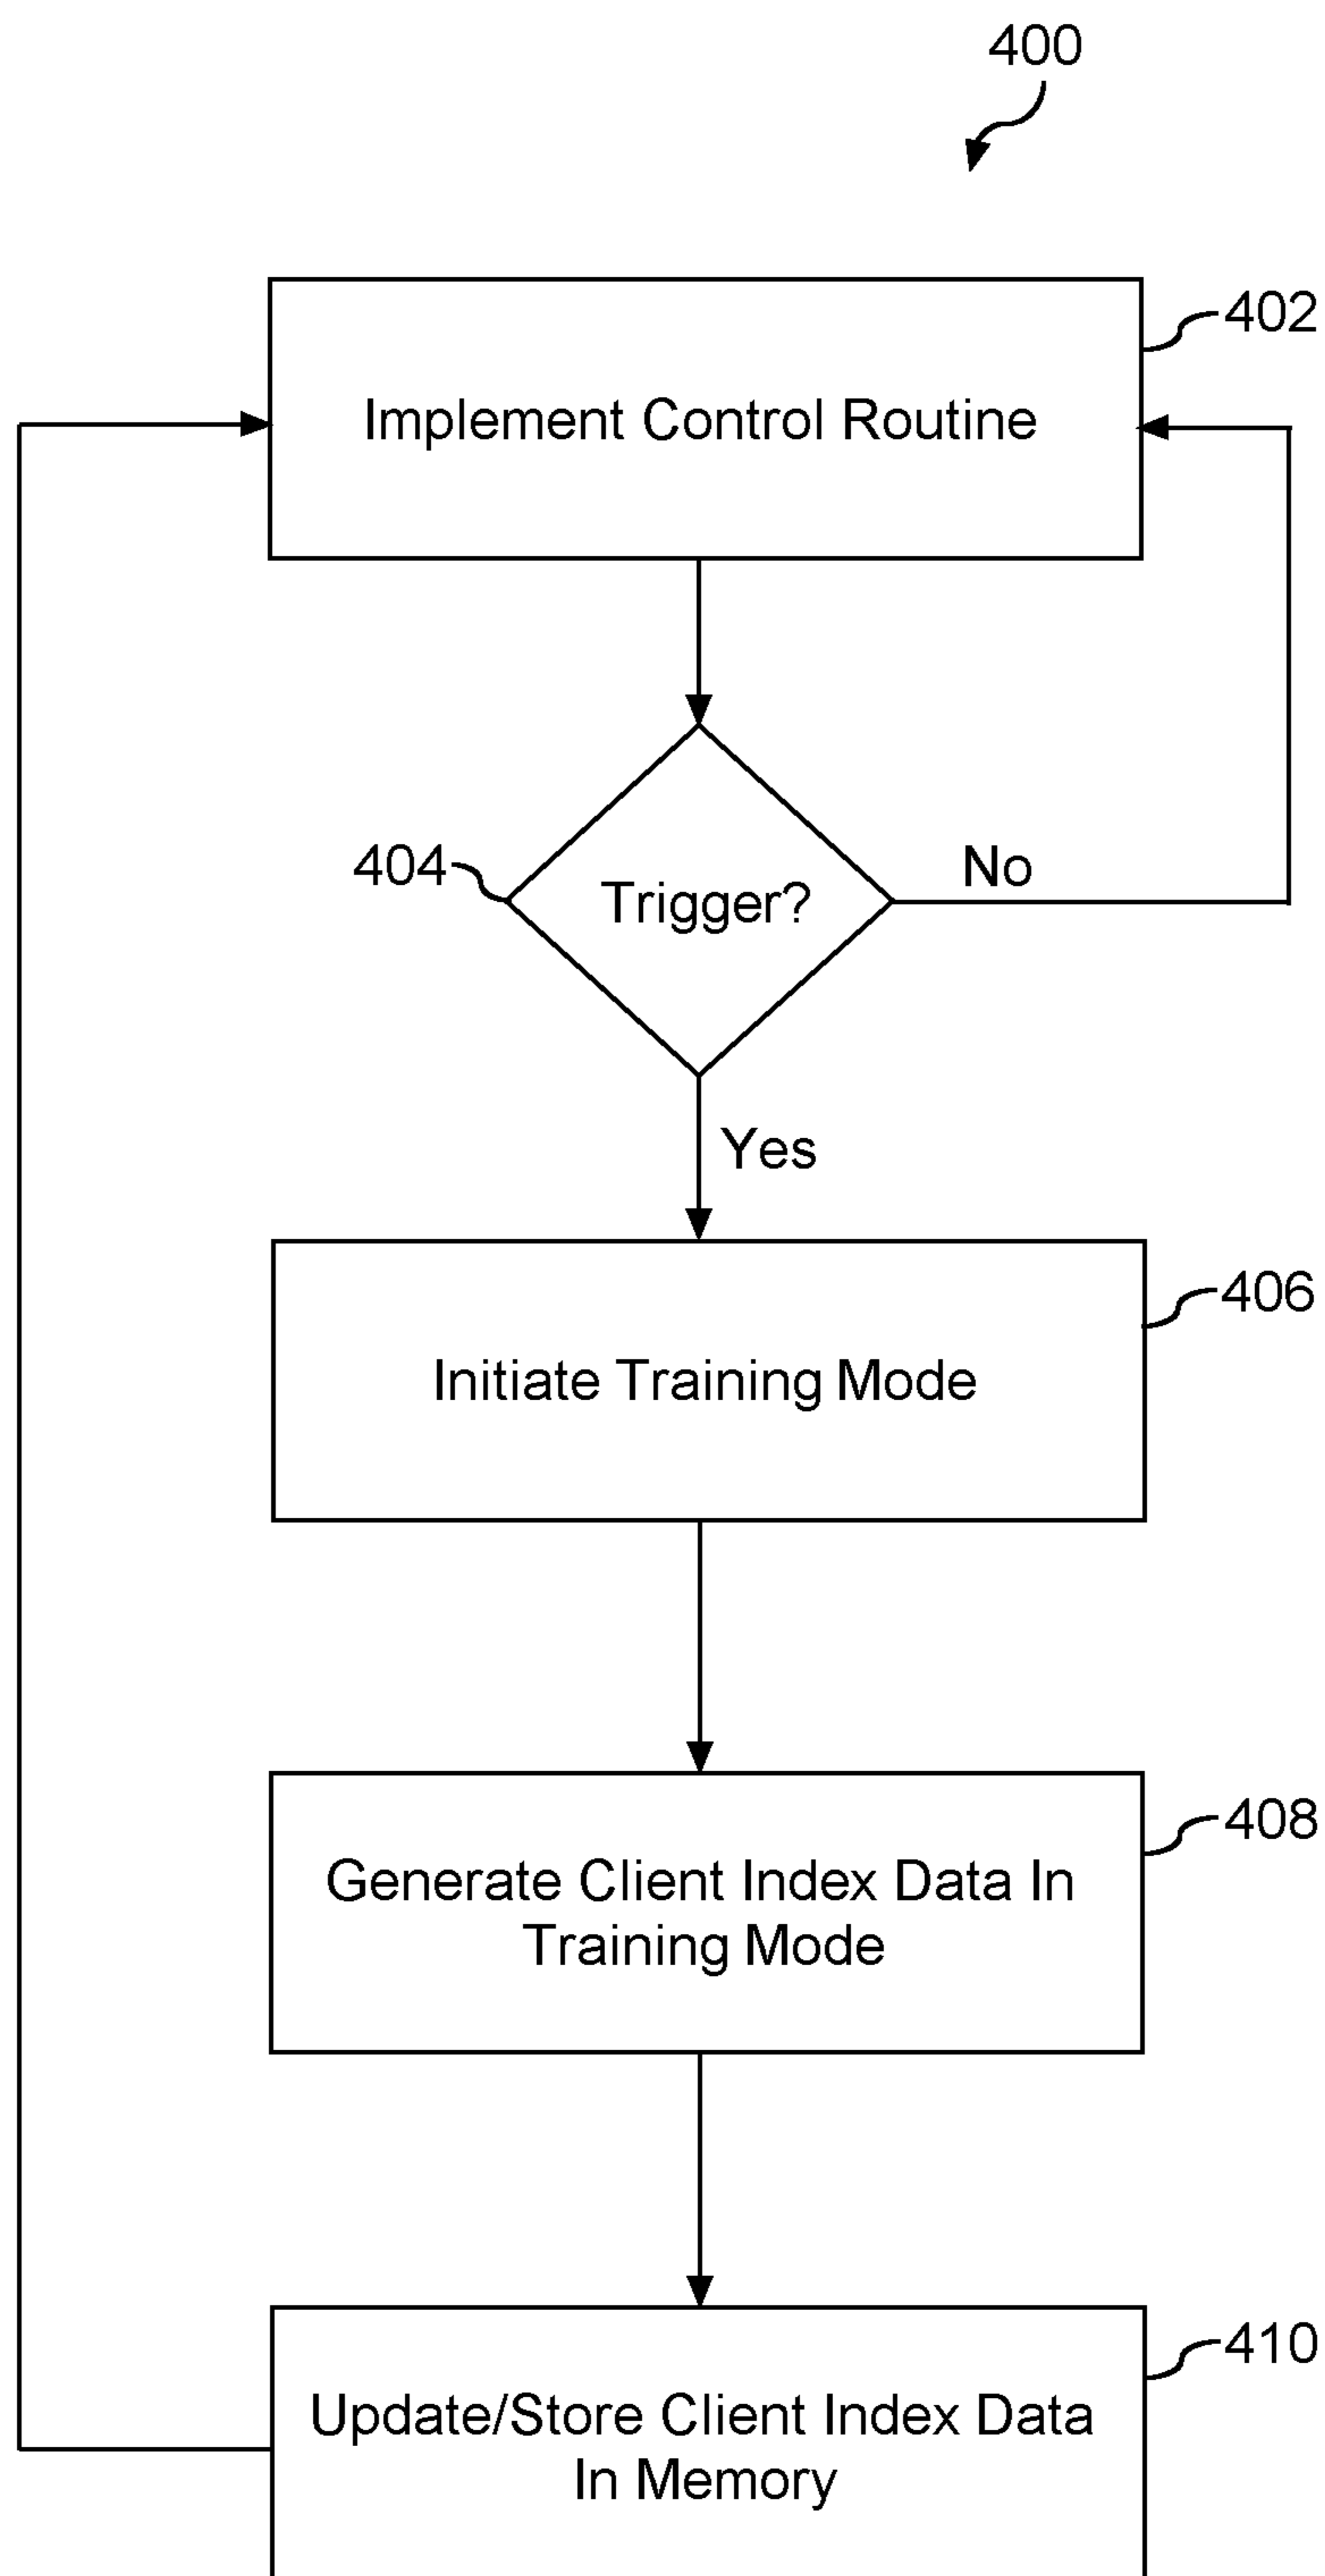 400
402
Implement Control Routine
404
Trigger?
No
Yes
406
Initiate Training Mode
408
Generate Client Index Data In
Training Mode
410
Update/Store Client Index Data
In Memory